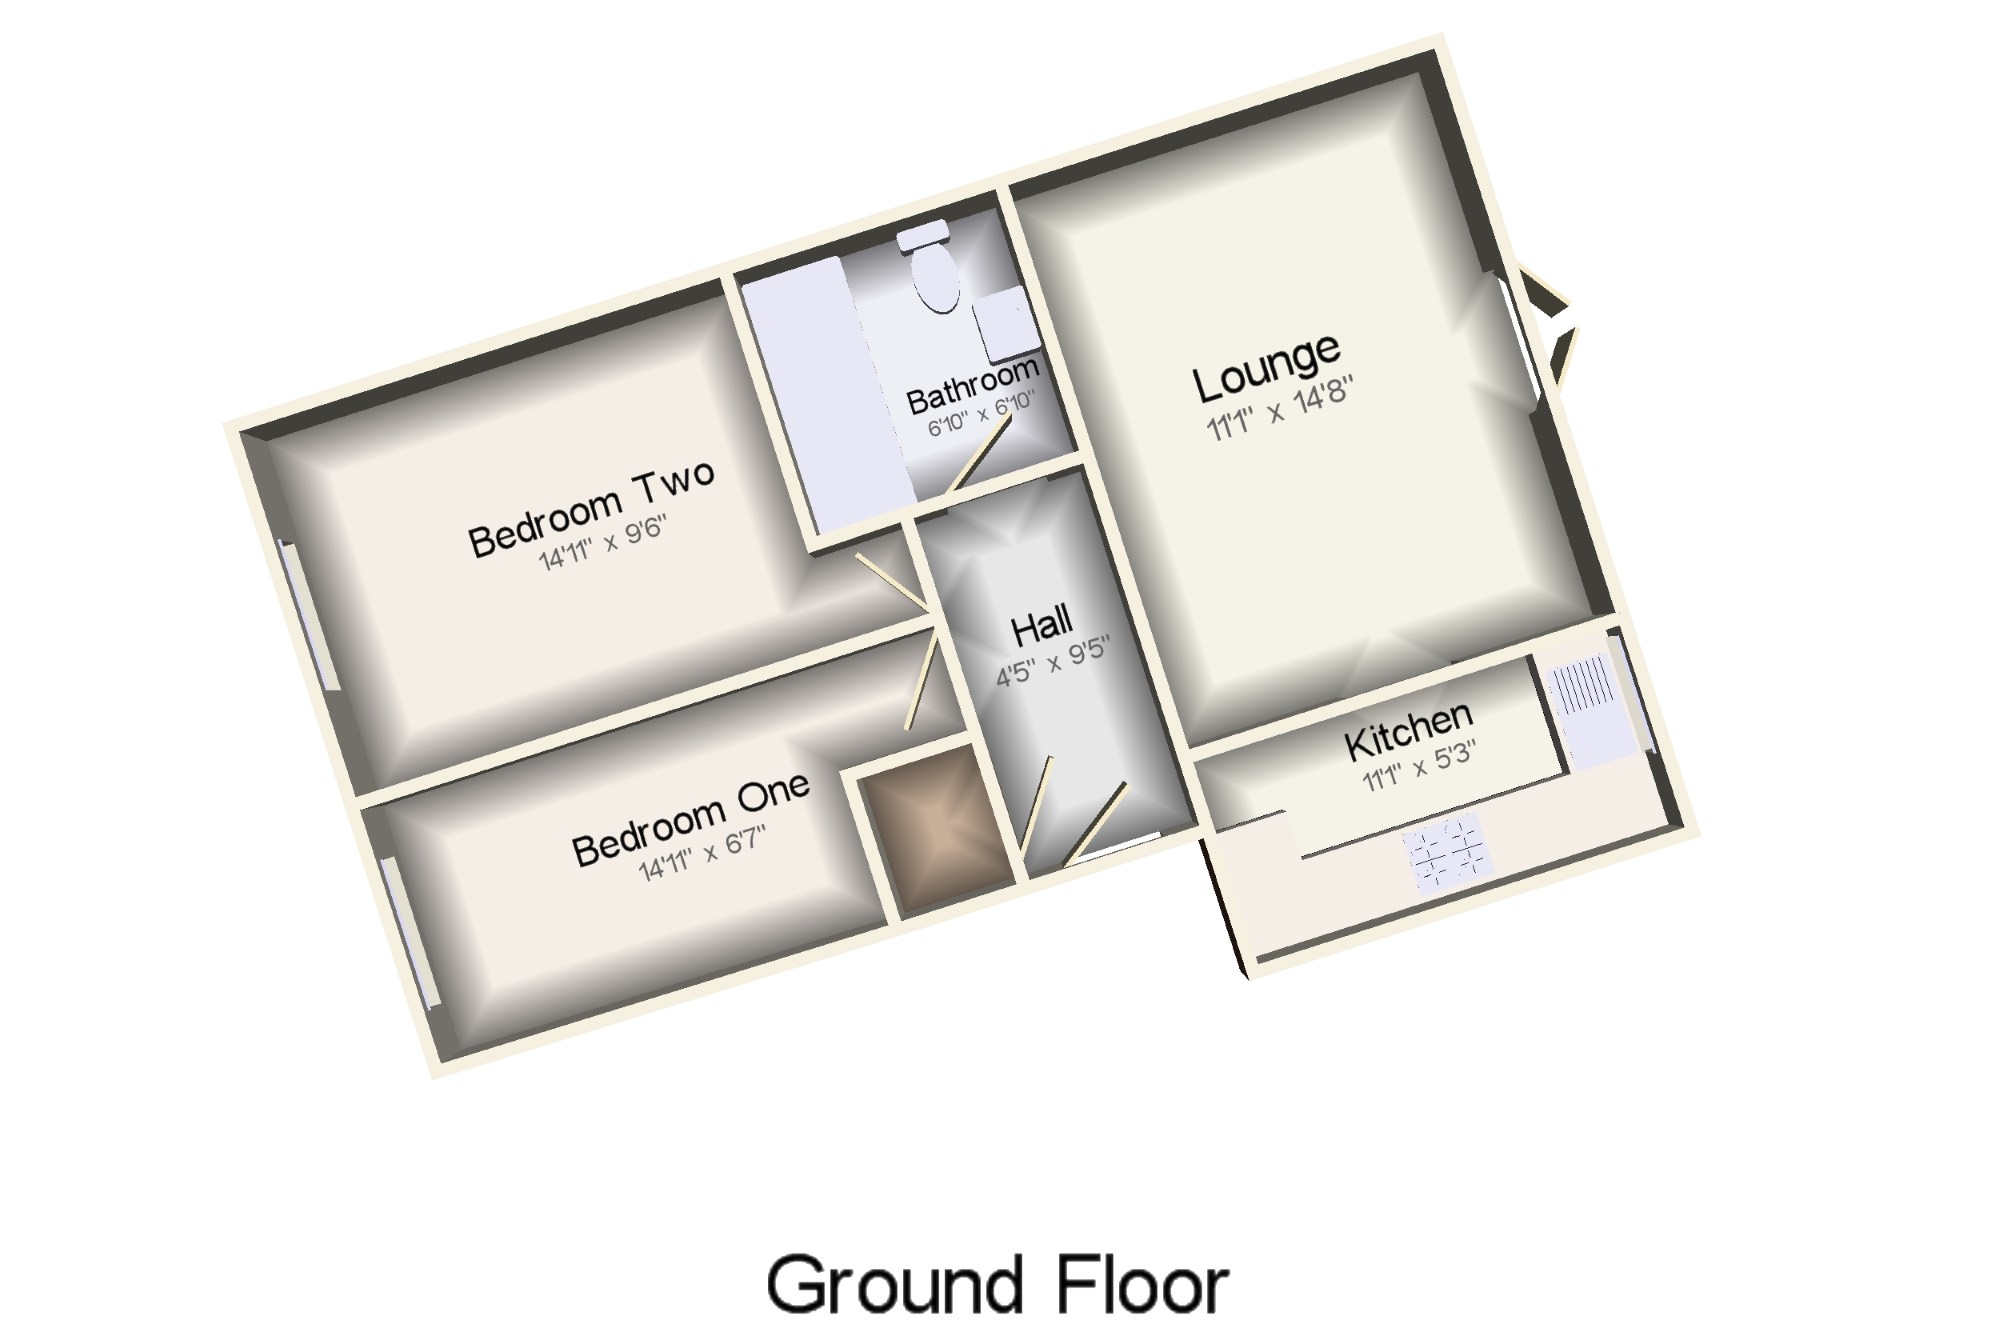 Lounge
11'1" x 14'8"
Bathroom
6'10" x 6'10"
Bedroom Two
14'11" x 9'6"
Hall
4'5" x 9'5"
Kitchen
11'1" x 5'3"
Bedroom One
14'11" x 6'7"
Ground Floor